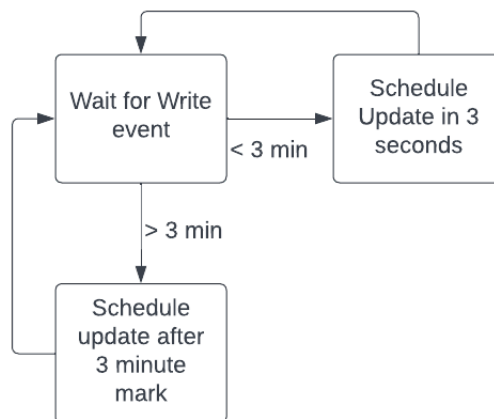 Wait for Write
event
< 3 min
Schedule
Update in 3
seconds
> 3 min
Schedule
update after
3 minute
mark